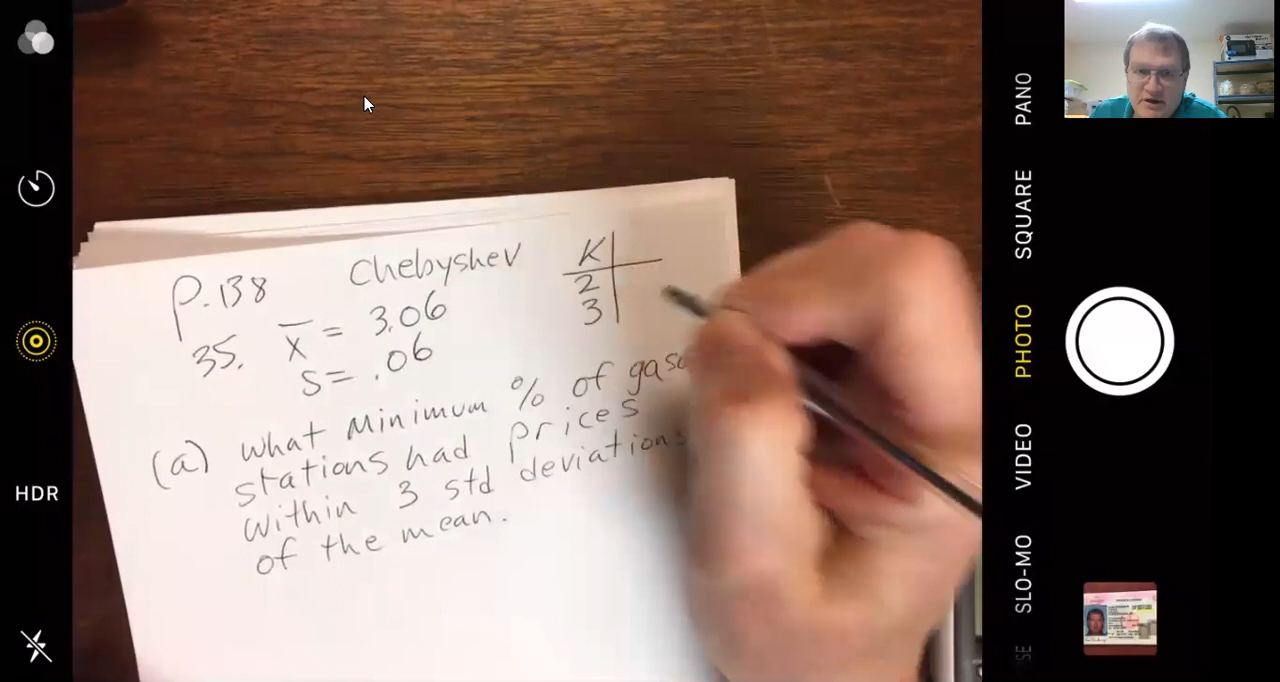 P.138
Chebyshev
K
2
3
35. x̄ = 3.06
s = .06
(a) what minimum % of
stations had prices
within 3 std deviations
of the mean.
HDR
PANO
SQUARE
PHOTO
VIDEO
SLO-MO